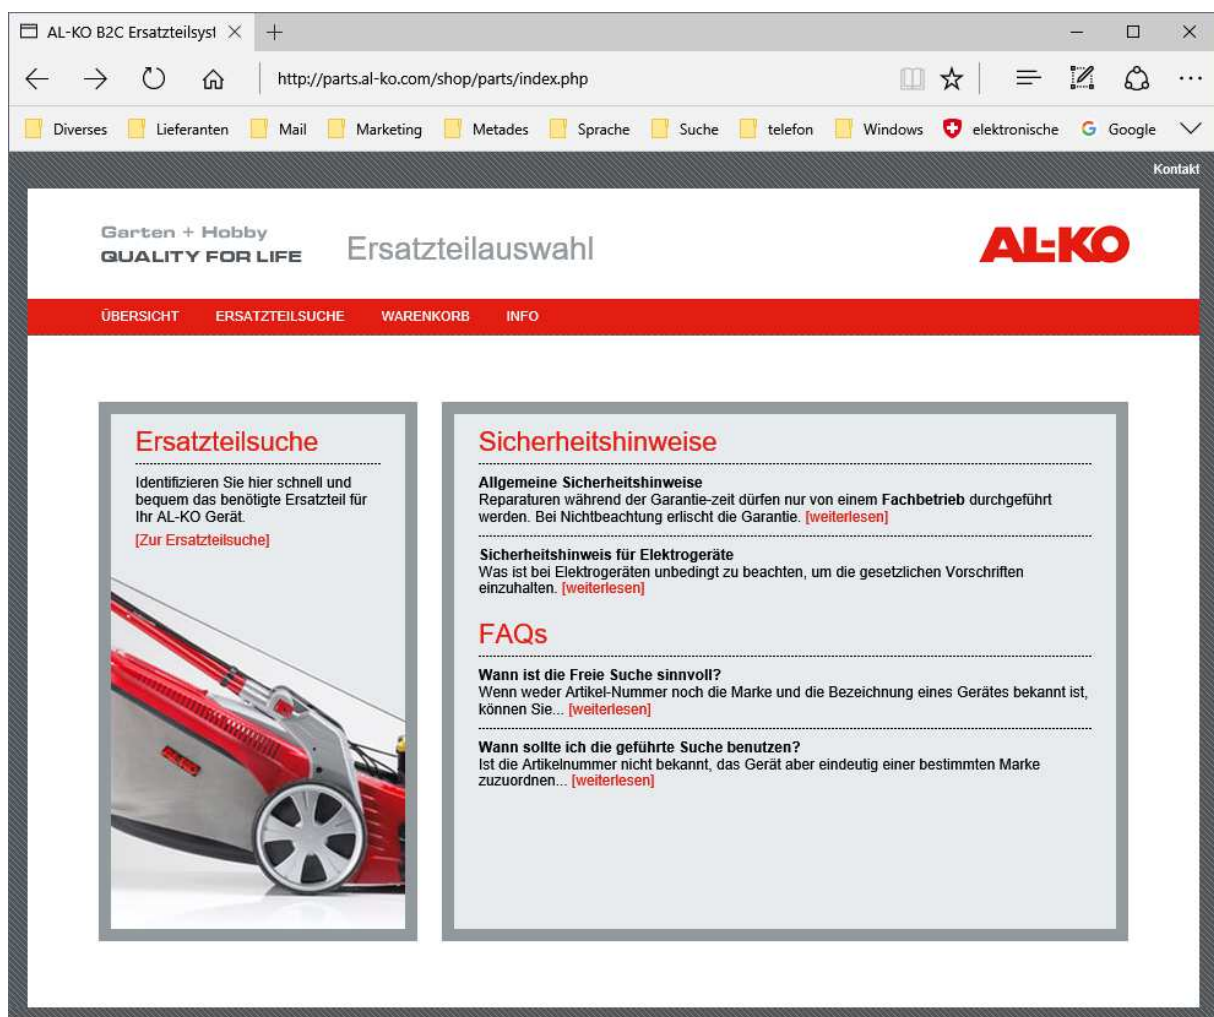 AL-KO B2C Ersatzteilsyst
http://parts.al-ko.com/shop/parts/index.php
Diverses Lieferanten Mail Marketing Metades Sprache Suche telefon Windows elektronische Google
Kontakt
Garten + Hobby
QUALITY FOR LIFE
Ersatzteilauswahl
AL-KO
ÜBERSICHT ERSATZTEILSUCHE WARENKORB INFO
Ersatzteilsuche
Identifizieren Sie hier schnell und
bequem das benötigte Ersatzteil für
Ihr AL-KO Gerät.
[Zur Ersatzteilsuche]
AL-KO
Sicherheitshinweise
Allgemeine Sicherheitshinweise
Reparaturen während der Garantie-zeit dürfen nur von einem Fachbetrieb durchgeführt
werden. Bei Nichtbeachtung erlischt die Garantie. [weiterlesen]
Sicherheitshinweis für Elektrogeräte
Was ist bei Elektrogeräten unbedingt zu beachten, um die gesetzlichen Vorschriften
einzuhalten. [weiterlesen]
FAQs
Wann ist die Freie Suche sinnvoll?
Wenn weder Artikel-Nummer noch die Marke und die Bezeichnung eines Gerätes bekannt ist,
können Sie... [weiterlesen]
Wann sollte ich die geführte Suche benutzen?
Ist die Artikelnummer nicht bekannt, das Gerät aber eindeutig einer bestimmten Marke
zuzuordnen... [weiterlesen]